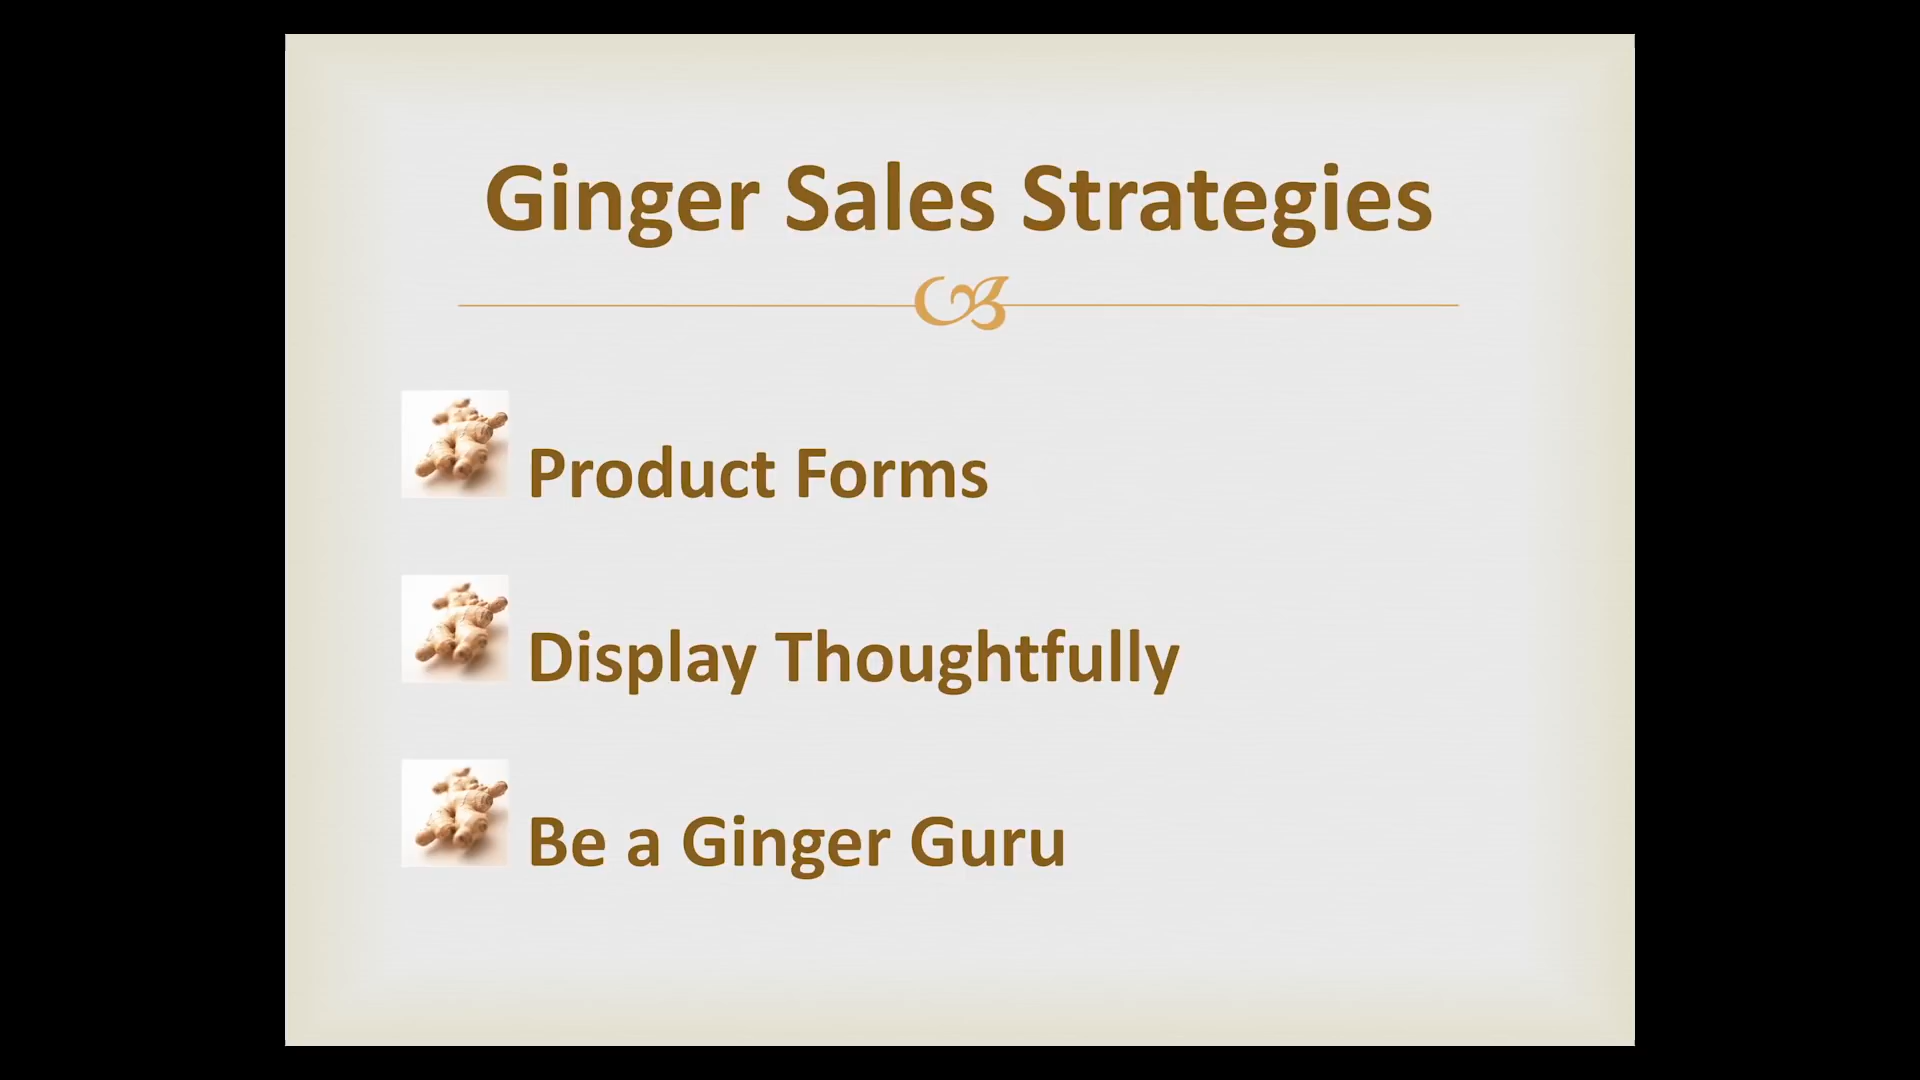 Ginger Sales Strategies
Product Forms
Display Thoughtfully
Be a Ginger Guru